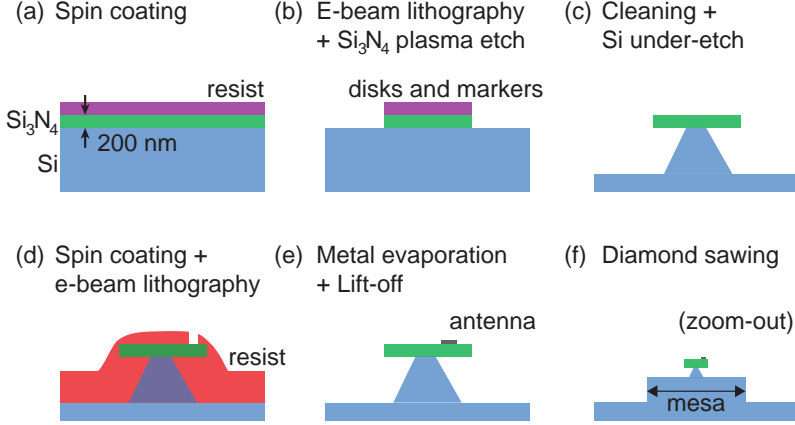 (a) Spin coating
resist
Si₃N₄
200 nm
Si
(b) E-beam lithography
+ Si₃N₄ plasma etch
disks and markers
(c) Cleaning +
Si under-etch
(d) Spin coating +
e-beam lithography
resist
(e) Metal evaporation
+ Lift-off
antenna
(f) Diamond sawing
(zoom-out)
mesa